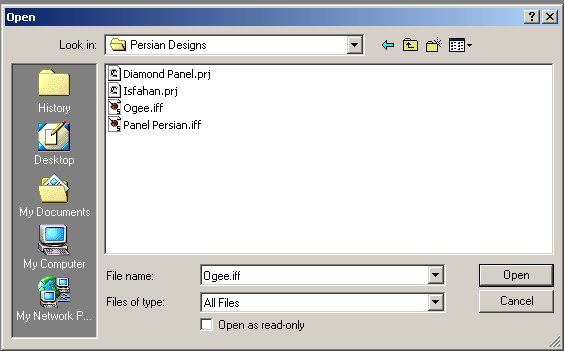 Open
Look in: Persian Designs
History
Desktop
My Documents
My Computer
My Network P...
Diamond Panel.prj
Isfahan.prj
Ogee.iff
Panel Persian.iff
File name: Ogee.iff Open
Files of type: All Files Cancel
Open as read-only